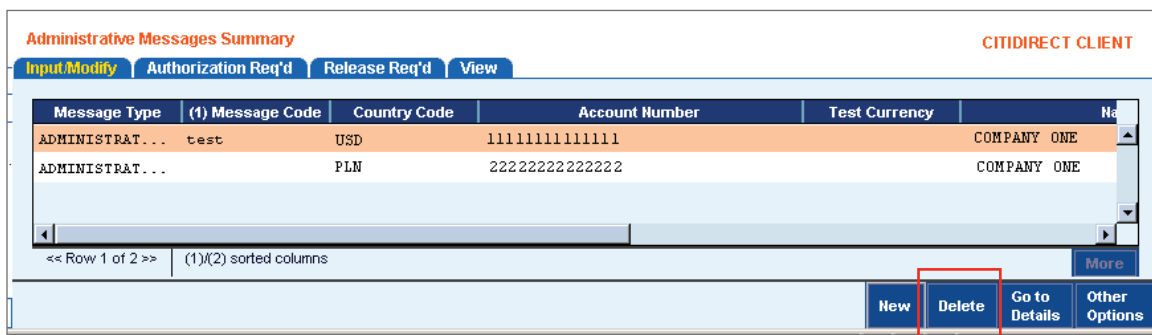 Administrative Messages Summary
CITIDIRECT CLIENT
Input/Modify Authorization Req'd Release Req'd View
Message Type (1) Message Code Country Code Account Number Test Currency Na
ADMINISTRAT... test USD 11111111111111 COMPANY ONE
ADMINISTRAT... PLN 22222222222222 COMPANY ONE
<< Row 1 of 2 >> (1)/(2) sorted columns
More
New Delete Go to Details Other Options